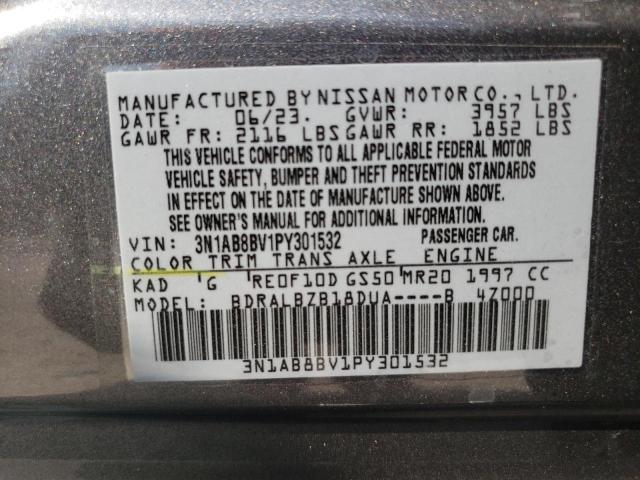 MANUFACTURED BY NISSAN MOTOR CO., LTD.
DATE: 06/23. GVWR: 3957 LBS
GAWR FR: 2116 LBS GAWR RR: 1852 LBS
THIS VEHICLE CONFORMS TO ALL APPLICABLE FEDERAL MOTOR
VEHICLE SAFETY, BUMPER AND THEFT PREVENTION STANDARDS
IN EFFECT ON THE DATE OF MANUFACTURE SHOWN ABOVE.
SEE OWNER'S MANUAL FOR ADDITIONAL INFORMATION.
VIN: 3N1AB8BV1PY301532 PASSENGER CAR.
COLOR TRIM TRANS AXLE ENGINE
KAD G RE0F10D GS50 MR20 1997 CC
MODEL: BDRALBZB18DUA----B 4Z000
3N1AB8BV1PY301532